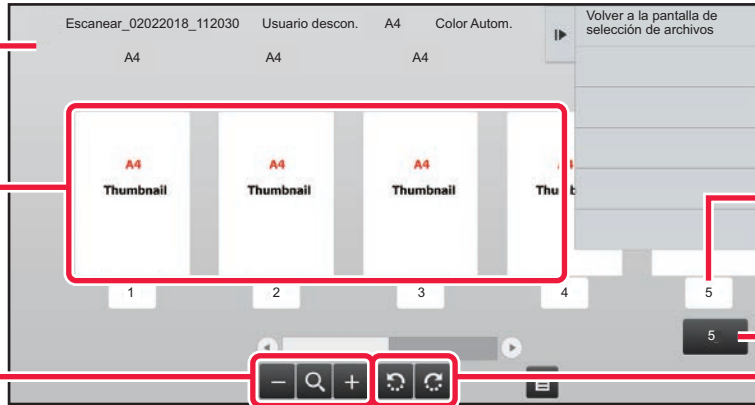 Escanear_02022018_112030 Usuario descon. A4 Color Autom.
Volver a la pantalla de
selección de archivos
A4 A4 A4
A4 A4 A4
Thumbnail Thumbnail Thumbnail
1 2 3 4 5
5